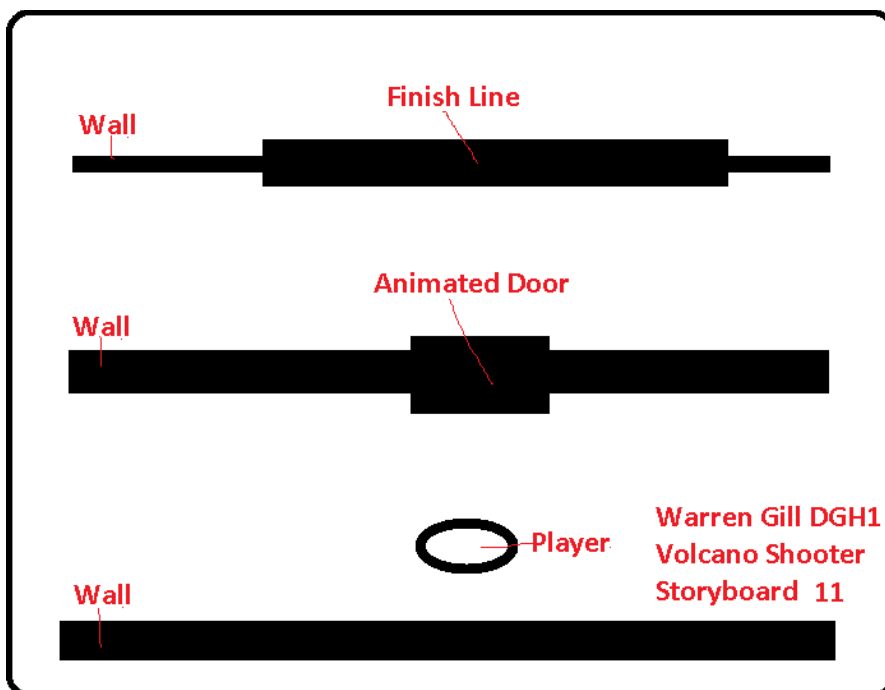 Finish Line
Wall
Animated Door
Wall
Player
Warren Gill DGH1
Volcano Shooter
Storyboard 11
Wall